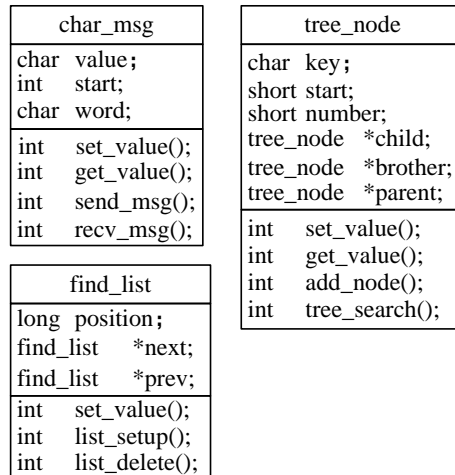 char_msg
char value;
int start;
char word;
int set_value();
int get_value();
int send_msg();
int recv_msg();
find_list
long position;
find_list *next;
find_list *prev;
int set_value();
int list_setup();
int list_delete();
tree_node
char key;
short start;
short number;
tree_node *child;
tree_node *brother;
tree_node *parent;
int set_value();
int get_value();
int add_node();
int tree_search();